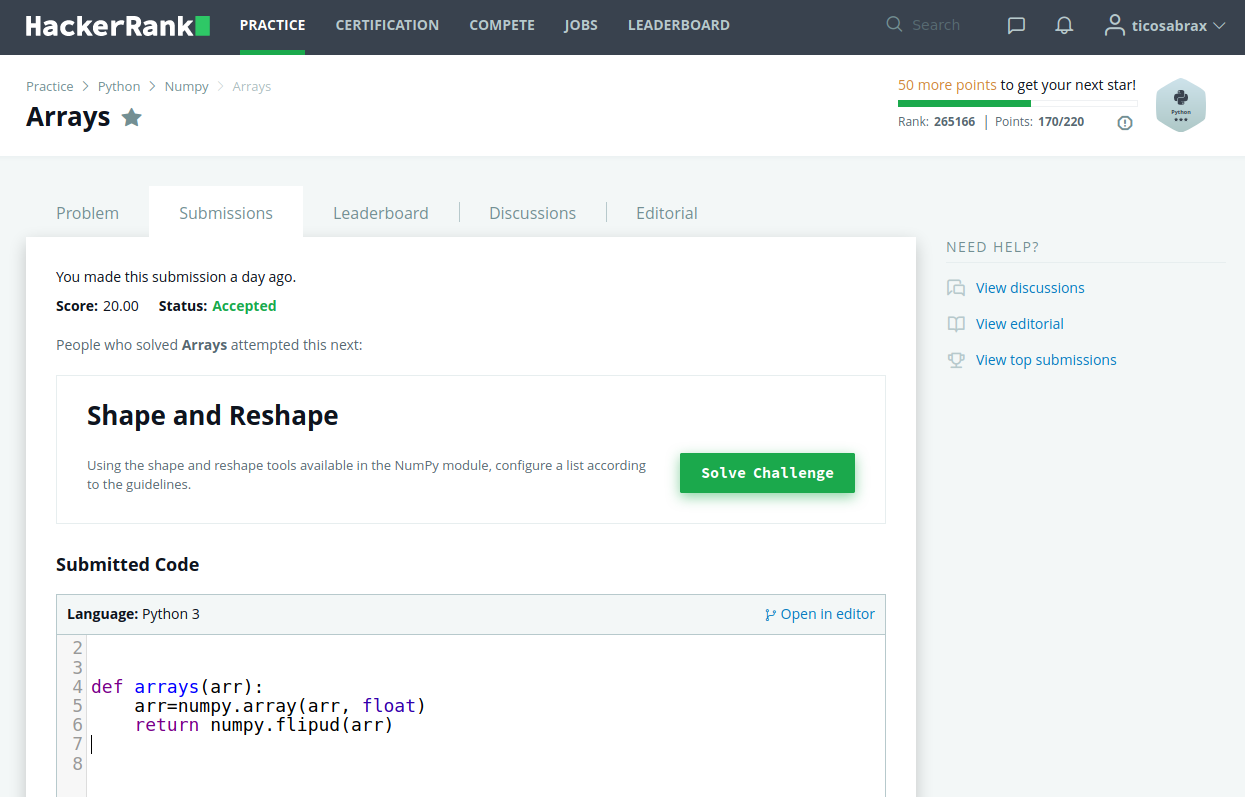 HackerRank PRACTICE CERTIFICATION COMPETE JOBS LEADERBOARD Search ticosabrax
Practice > Python > Numpy > Arrays
Arrays
50 more points to get your next star!
Rank: 265166 | Points: 170/220
Python
Problem Submissions Leaderboard Discussions Editorial
You made this submission a day ago.
Score: 20.00 Status: Accepted
People who solved Arrays attempted this next:
Shape and Reshape
Using the shape and reshape tools available in the NumPy module, configure a list according
to the guidelines.
Solve Challenge
Submitted Code
Language: Python 3 Open in editor
2
3
4 def arrays(arr):
5     arr=numpy.array(arr, float)
6     return numpy.flipud(arr)
7
8
NEED HELP?
View discussions
View editorial
View top submissions